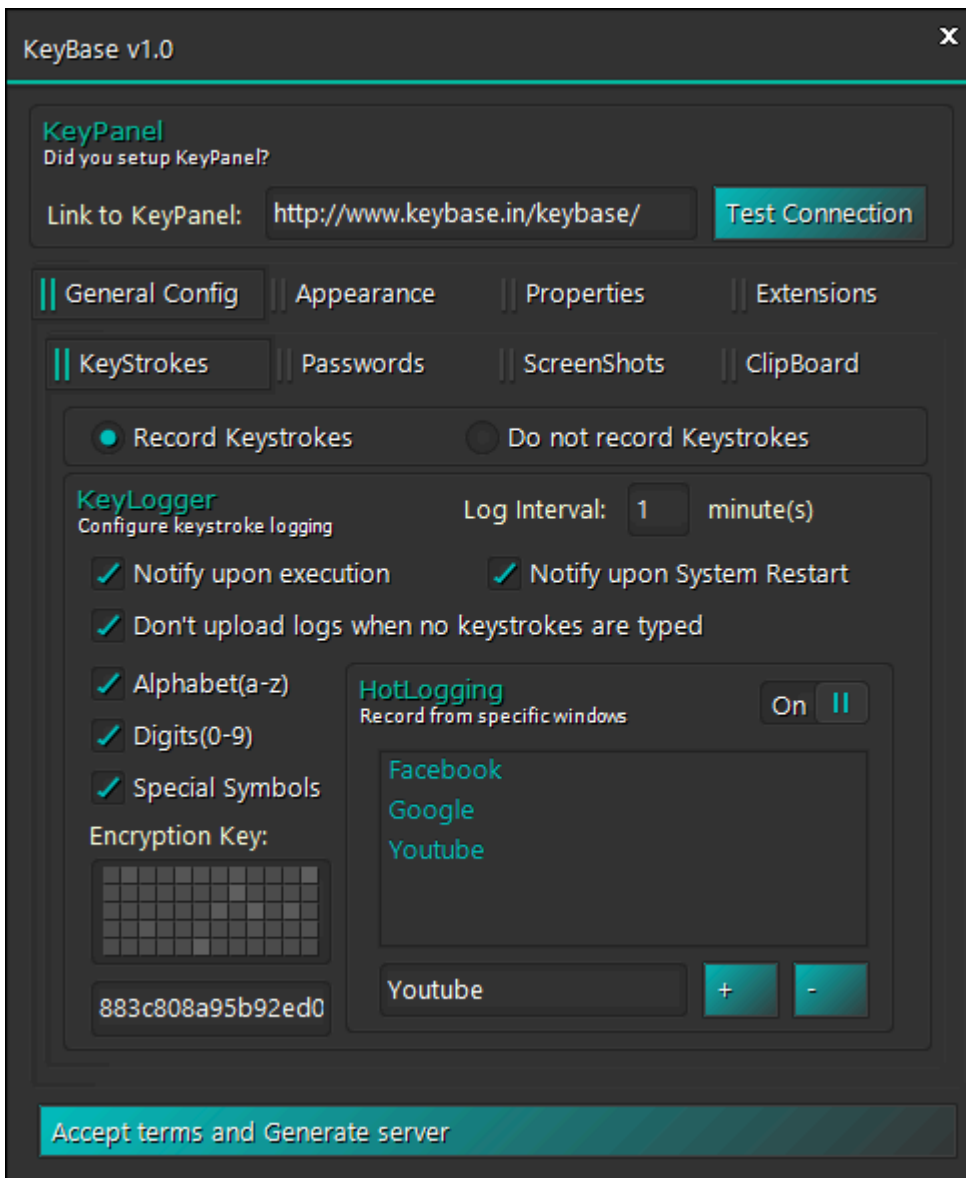 KeyBase v1.0 x
KeyPanel
Did you setup KeyPanel?
Link to KeyPanel: http://www.keybase.in/keybase/ Test Connection
General Config Appearance Properties Extensions
KeyStrokes Passwords ScreenShots ClipBoard
Record Keystrokes Do not record Keystrokes
KeyLogger
Configure keystroke logging
Log Interval: 1 minute(s)
Notify upon execution Notify upon System Restart
Don't upload logs when no keystrokes are typed
Alphabet(a-z)
Digits(0-9)
Special Symbols
Encryption Key:
883c808a95b92ed0
HotLogging
Record from specific windows
On
Facebook
Google
Youtube
Youtube + -
Accept terms and Generate server